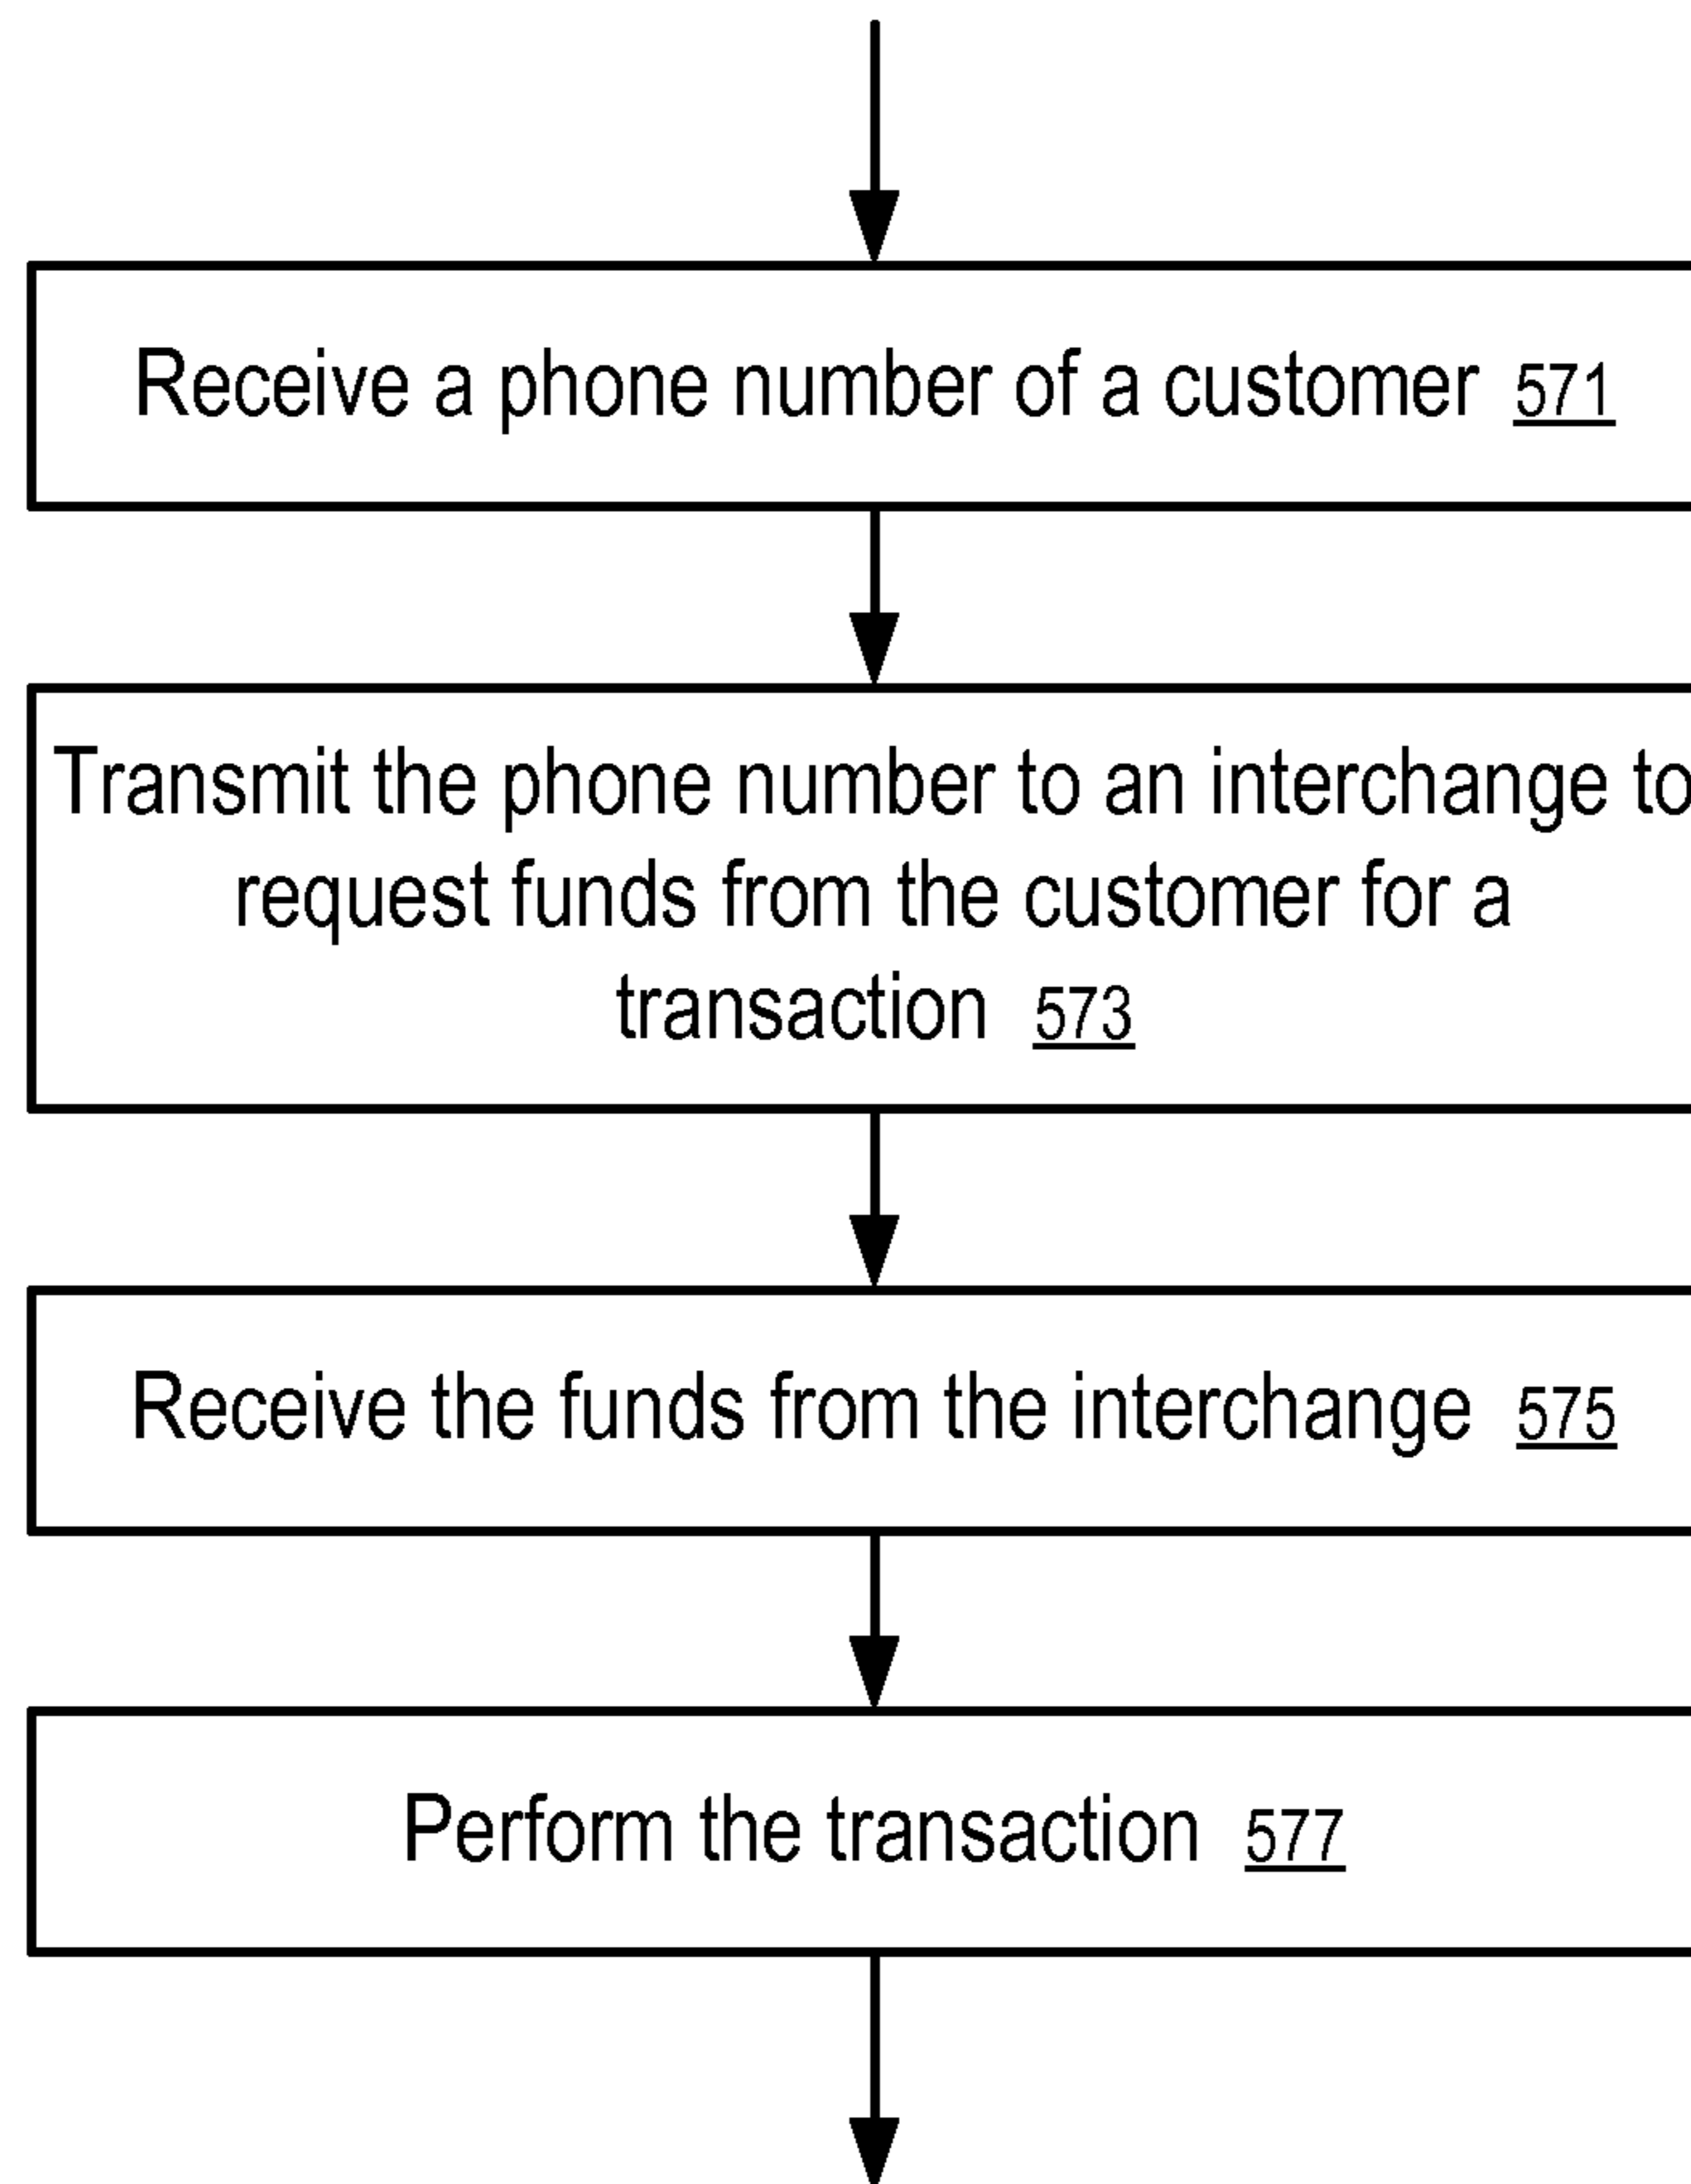 Receive a phone number of a customer 571
Transmit the phone number to an interchange to
request funds from the customer for a
transaction 573
Receive the funds from the interchange 575
Perform the transaction 577